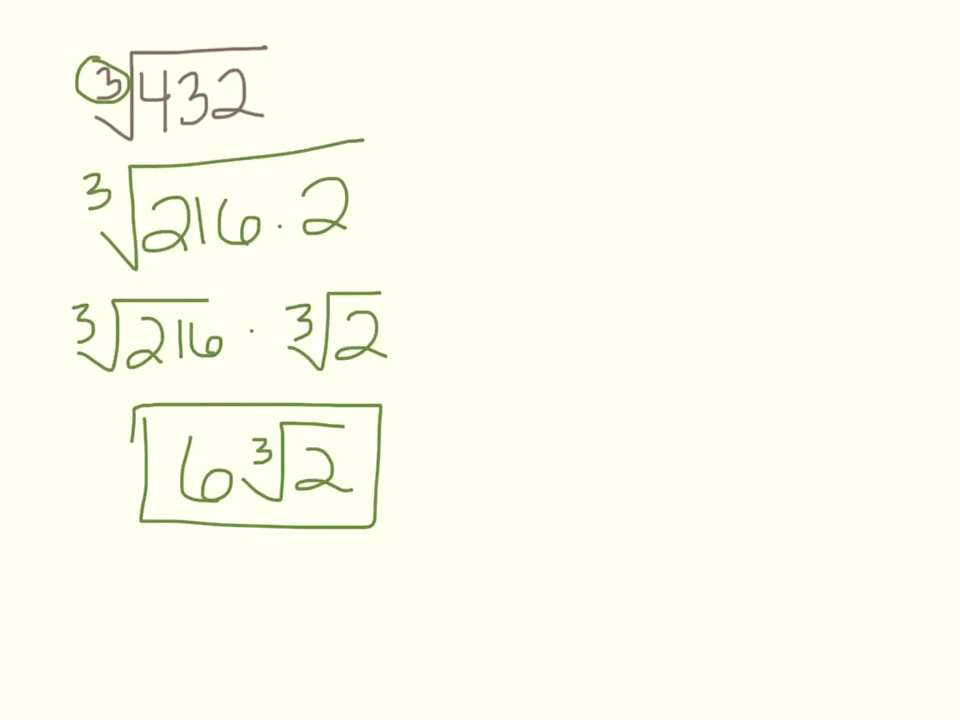 ∛432
∛216 · 2
∛216 · ∛2
6∛2